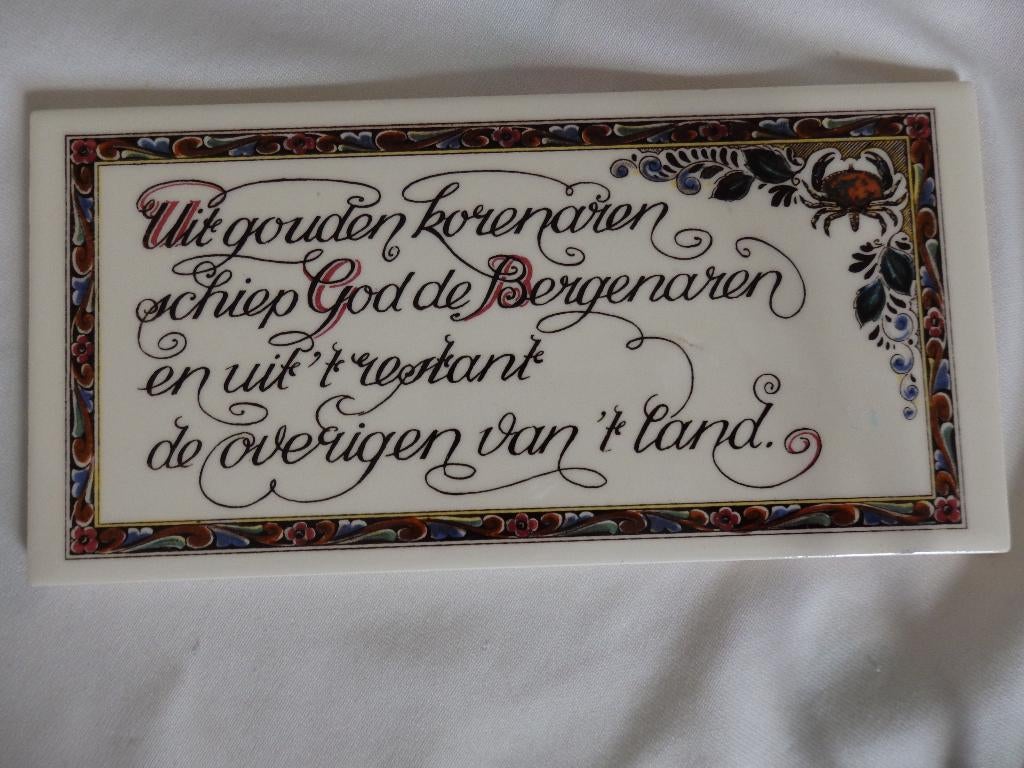 Uit gouden korenaren
schiep God de Bergenaren
en uit 't restant
de overigen van 't land.